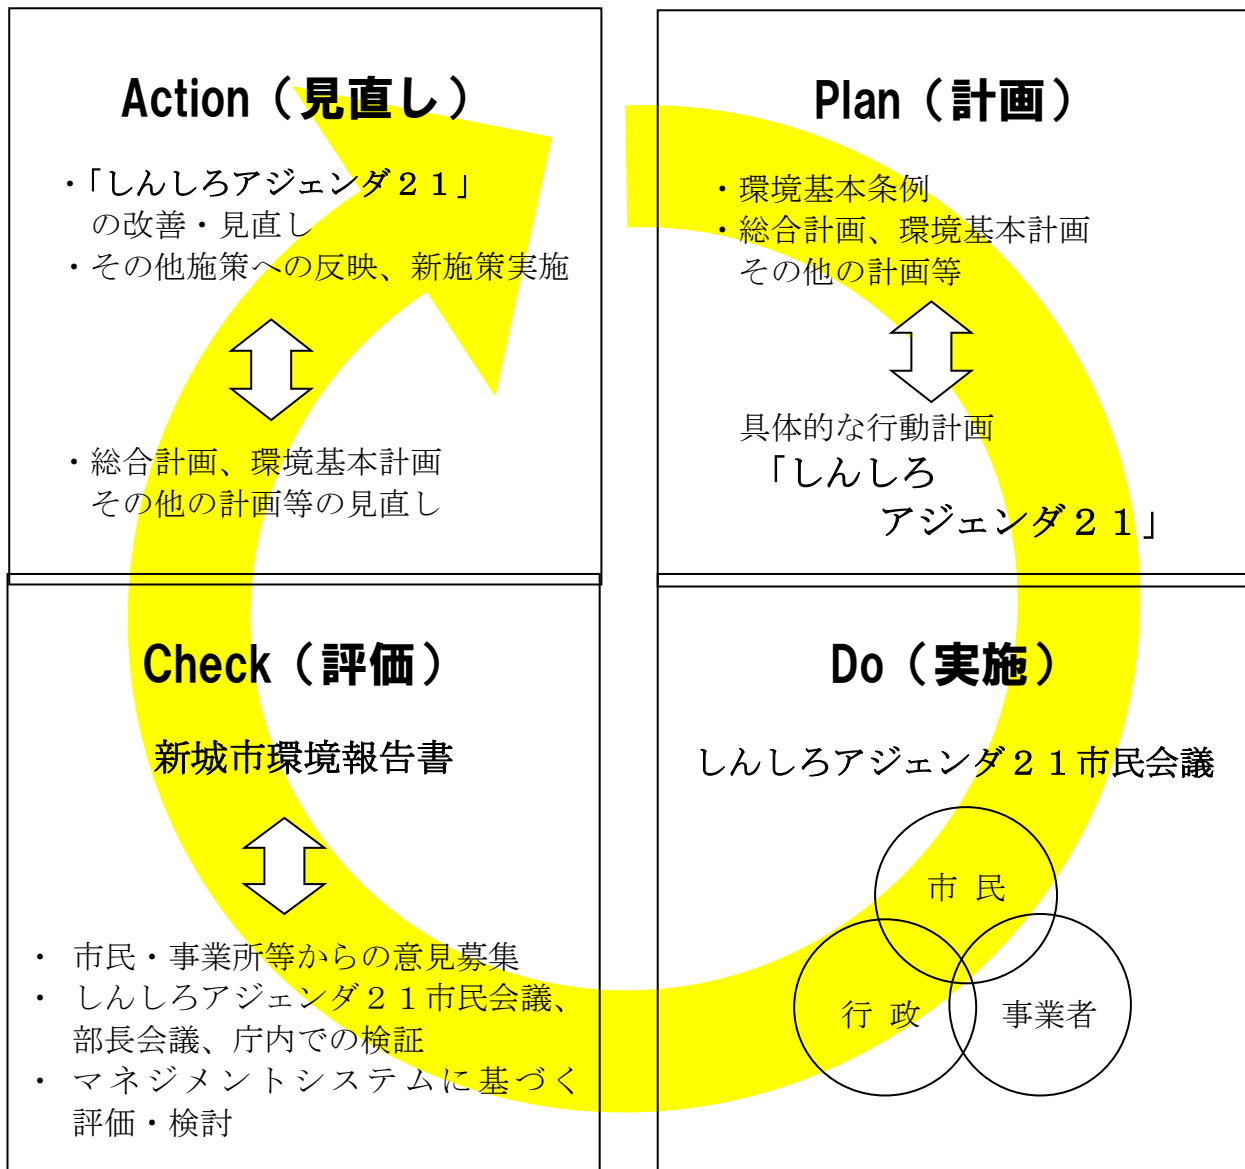 Action（見直し）
・「しんしろアジェンダ２１」
の改善・見直し
・その他施策への反映、新施策実施
・総合計画、環境基本計画
その他の計画等の見直し
Plan（計画）
・環境基本条例
・総合計画、環境基本計画
その他の計画等
具体的な行動計画
「しんしろ
アジェンダ２１」
Check（評価）
新城市環境報告書
・ 市民・事業所等からの意見募集
・ しんしろアジェンダ２１市民会議、
部長会議、庁内での検証
・ マネジメントシステムに基づく
評価・検討
Do（実施）
しんしろアジェンダ２１市民会議
市 民
行 政
事業者